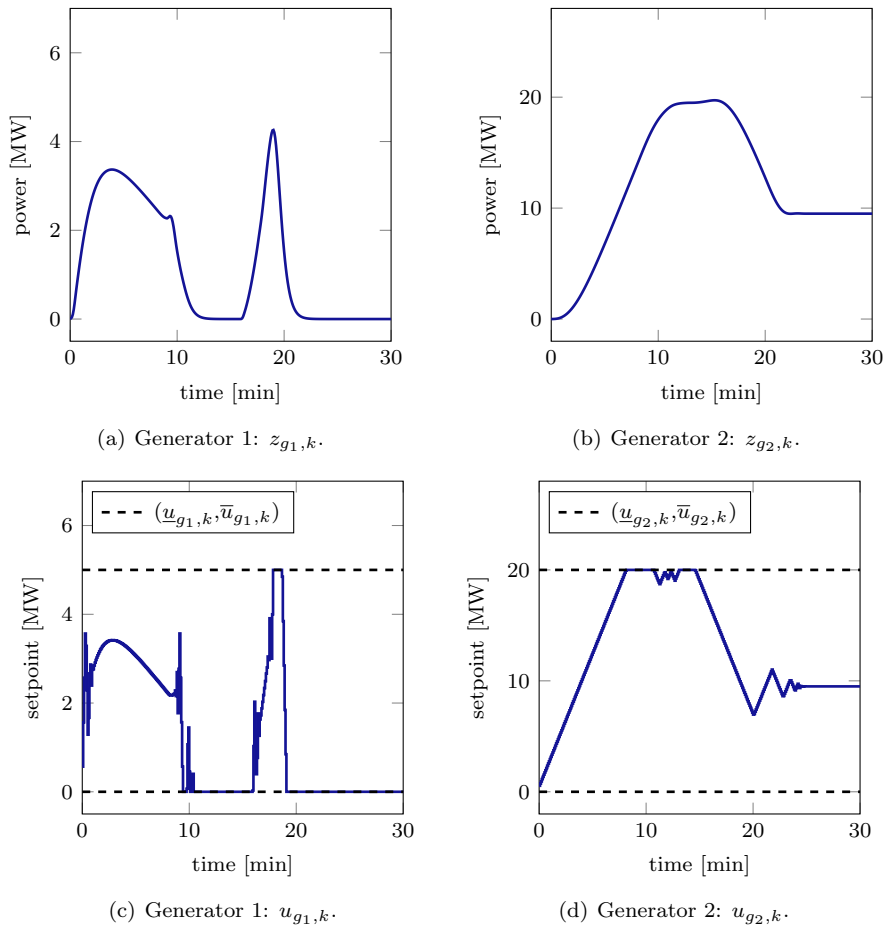 6
4
2
0
power [MW]
0 10 20 30
time [min]
(a) Generator 1: z_{g_1,k}.
20
10
0
power [MW]
0 10 20 30
time [min]
(b) Generator 2: z_{g_2,k}.
(u̲_{g_1,k},u̅_{g_1,k})
6
4
2
0
setpoint [MW]
0 10 20 30
time [min]
(c) Generator 1: u_{g_1,k}.
(u̲_{g_2,k},u̅_{g_2,k})
20
10
0
setpoint [MW]
0 10 20 30
time [min]
(d) Generator 2: u_{g_2,k}.